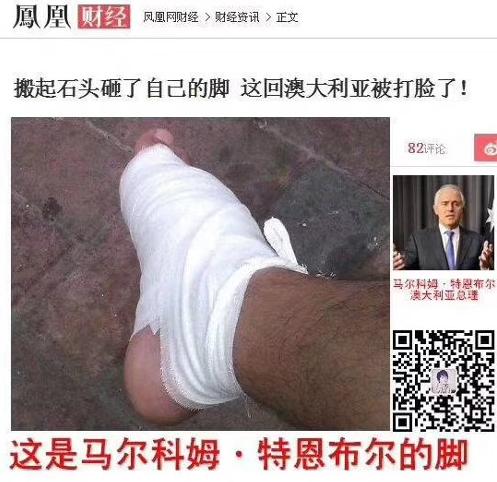 鳳凰 财经 凤凰网财经 > 财经资讯 > 正文
搬起石头砸了自己的脚 这回澳大利亚被打脸了！
82评论
马尔科姆·特恩布尔
澳大利亚总理
这是马尔科姆·特恩布尔的脚